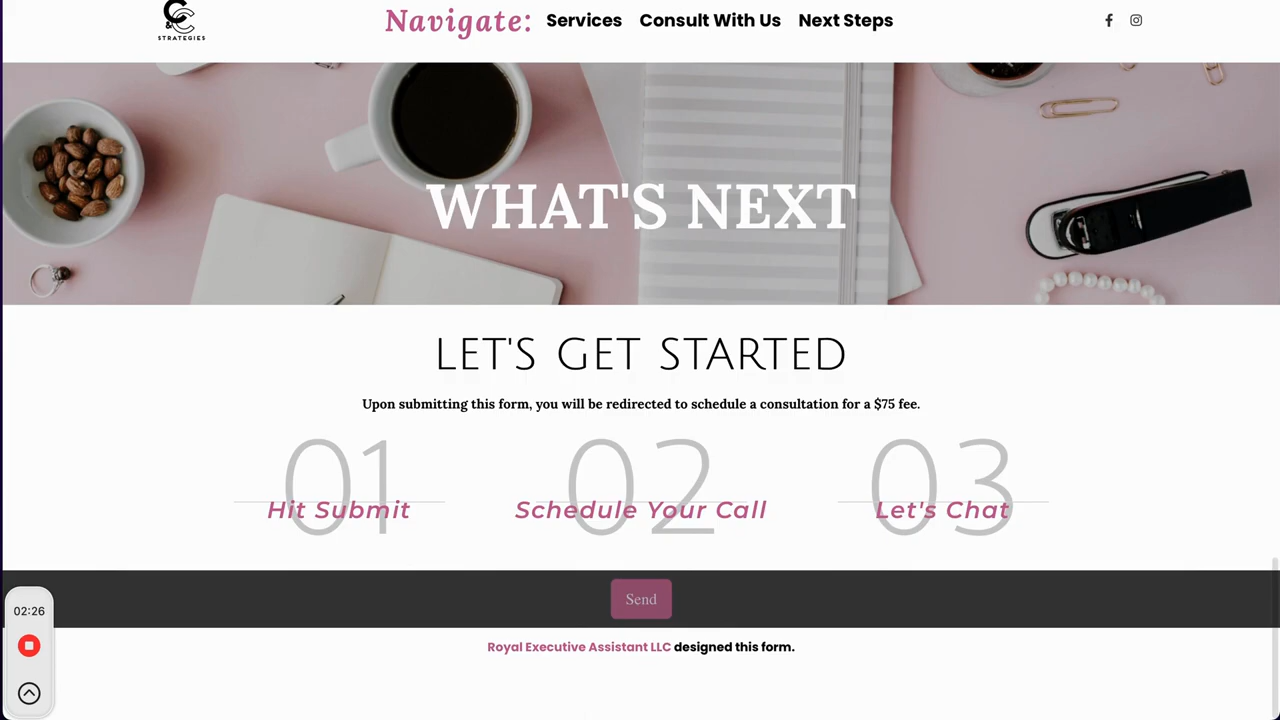 C
&C
STRATEGIES
Navigate: Services Consult With Us Next Steps
WHAT'S NEXT
LET'S GET STARTED
Upon submitting this form, you will be redirected to schedule a consultation for a $75 fee.
01 02 03
Hit Submit Schedule Your Call Let's Chat
Send
02:26
Royal Executive Assistant LLC designed this form.